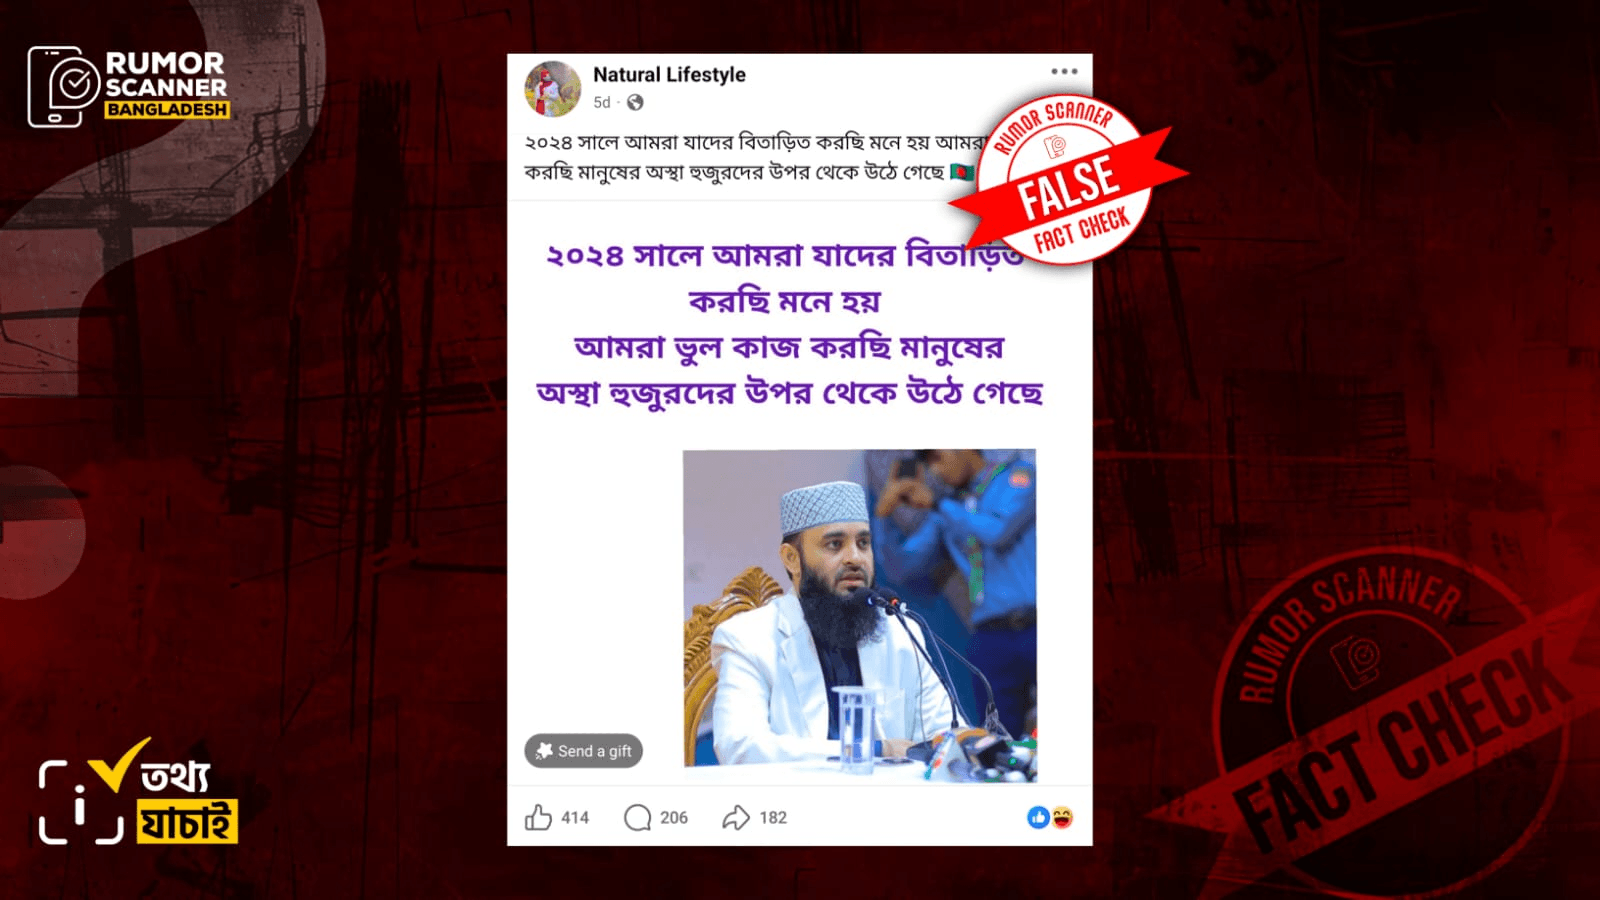 RUMOR
SCANNER
BANGLADESH
Natural Lifestyle
5d
২০২৪ সালে আমরা যাদের বিতাড়িত করছি মনে হয় আমরা
করছি মানুষের অস্থা হুজুরদের উপর থেকে উঠে গেছে
RUMOR SCANNER
FALSE
FACT CHECK
২০২৪ সালে আমরা যাদের বিতাড়িত
করছি মনে হয়
আমরা ভুল কাজ করছি মানুষের
অস্থা হুজুরদের উপর থেকে উঠে গেছে
Send a gift
414 206 182
তথ্য
যাচাই
RUMOR SCANNER
FACT CHECK